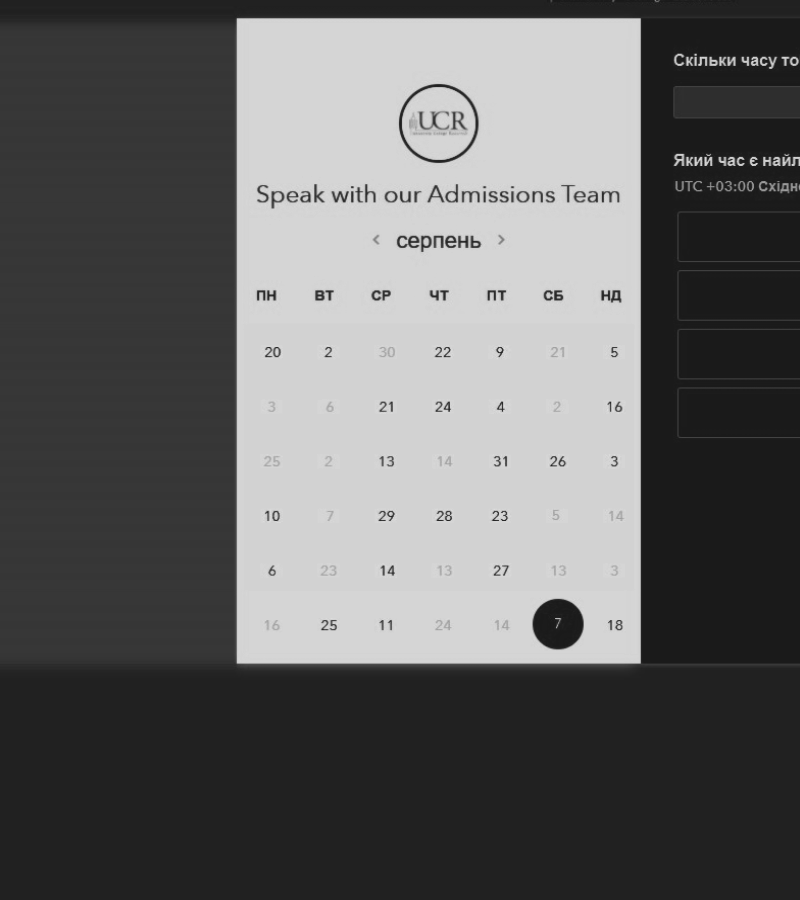 UCR
Speak with our Admissions Team
серпень
ПН ВТ СР ЧТ ПТ СБ НД
20 2 30 22 9 21 5
3 6 21 24 4 2 16
25 2 13 14 31 26 3
10 7 29 28 23 5 14
6 23 14 13 27 13 3
16 25 11 24 14 7 18
Скільки часу то
Який час є найл
UTC +03:00 Східно